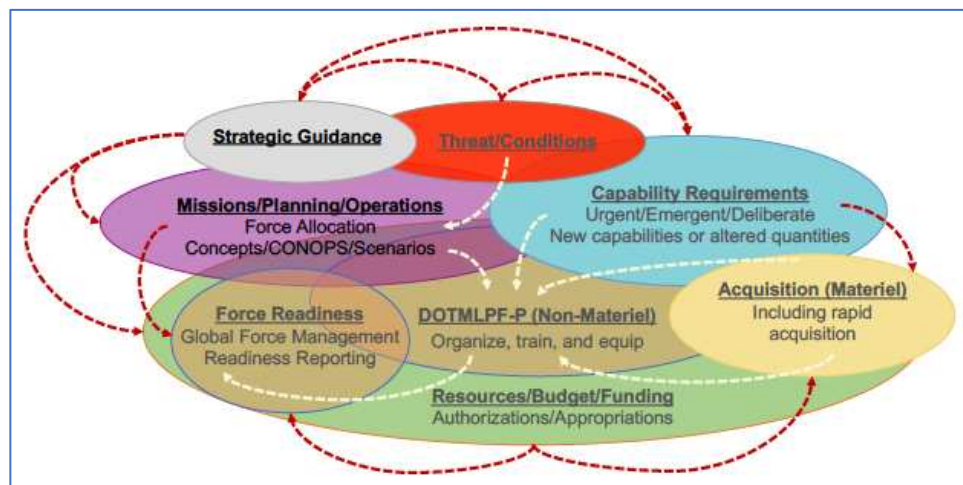 Strategic Guidance
Threat/Conditions
Missions/Planning/Operations
Force Allocation
Concepts/CONOPS/Scenarios
Capability Requirements
Urgent/Emergent/Deliberate
New capabilities or altered quantities
Force Readiness
Global Force Management
Readiness Reporting
DOTMLPF-P (Non-Materiel)
Organize, train, and equip
Acquisition (Materiel)
Including rapid
acquisition
Resources/Budget/Funding
Authorizations/Appropriations